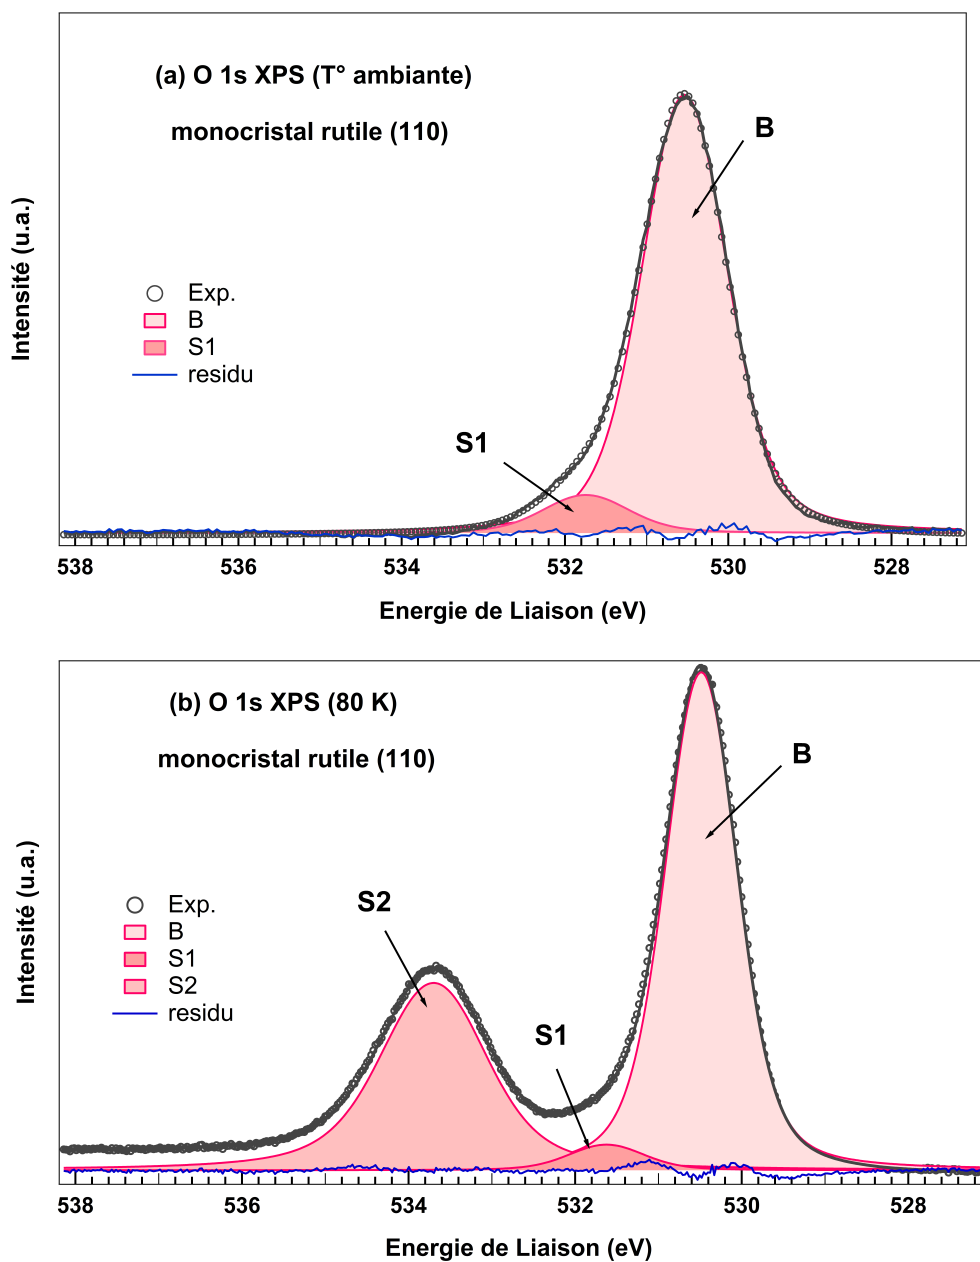 (a) O 1s XPS (T° ambiante)
monocristal rutile (110)
B
Intensité (u.a.)
Exp.
B
S1
residu
S1
538
536
534
532
530
528
Energie de Liaison (eV)
(b) O 1s XPS (80 K)
monocristal rutile (110)
B
S2
Intensité (u.a.)
Exp.
B
S1
S2
residu
S1
538
536
534
532
530
528
Energie de Liaison (eV)